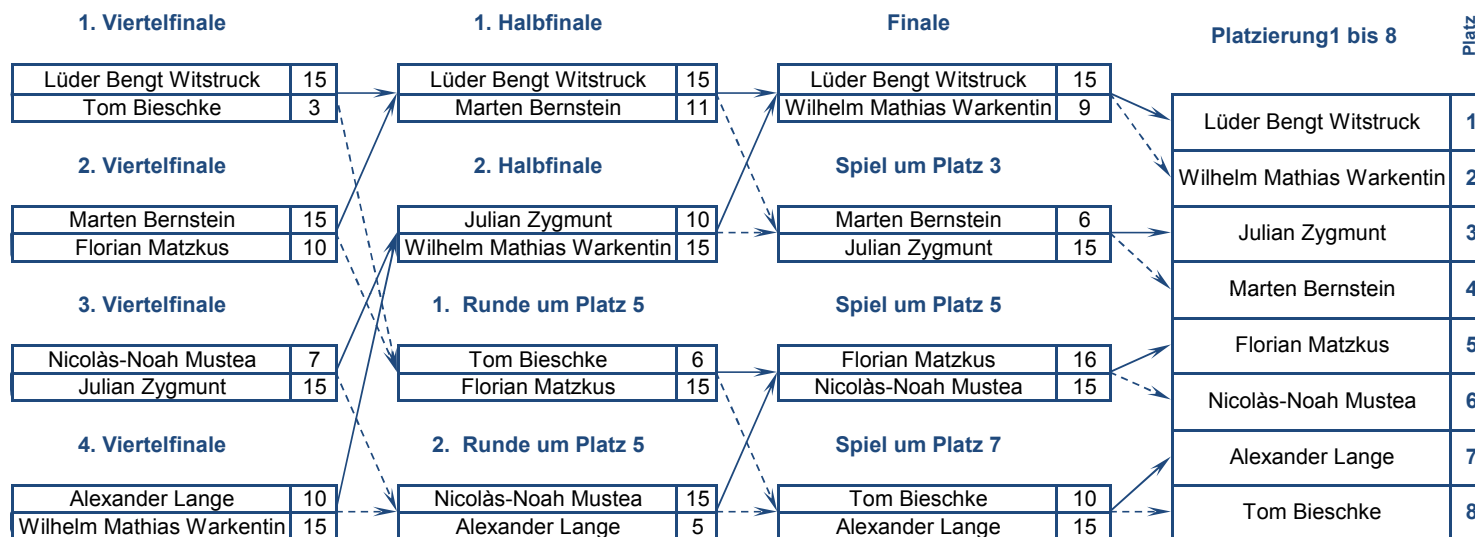 1. Viertelfinale 1. Halbfinale Finale Platzierung1 bis 8 Platz
Lüder Bengt Witstruck 15 Lüder Bengt Witstruck 15 Lüder Bengt Witstruck 15
Tom Bieschke 3 Marten Bernstein 11 Wilhelm Mathias Warkentin 9
Lüder Bengt Witstruck 1
2. Viertelfinale 2. Halbfinale Spiel um Platz 3
Wilhelm Mathias Warkentin 2
Marten Bernstein 15 Julian Zygmunt 10 Marten Bernstein 6
Florian Matzkus 10 Wilhelm Mathias Warkentin 15 Julian Zygmunt 15
Julian Zygmunt 3
Marten Bernstein 4
3. Viertelfinale 1. Runde um Platz 5 Spiel um Platz 5
Nicolàs-Noah Mustea 7 Tom Bieschke 6 Florian Matzkus 16
Julian Zygmunt 15 Florian Matzkus 15 Nicolàs-Noah Mustea 15
Florian Matzkus 5
Nicolàs-Noah Mustea 6
4. Viertelfinale 2. Runde um Platz 5 Spiel um Platz 7
Alexander Lange 7
Alexander Lange 10 Nicolàs-Noah Mustea 15 Tom Bieschke 10
Wilhelm Mathias Warkentin 15 Alexander Lange 5 Alexander Lange 15
Tom Bieschke 8